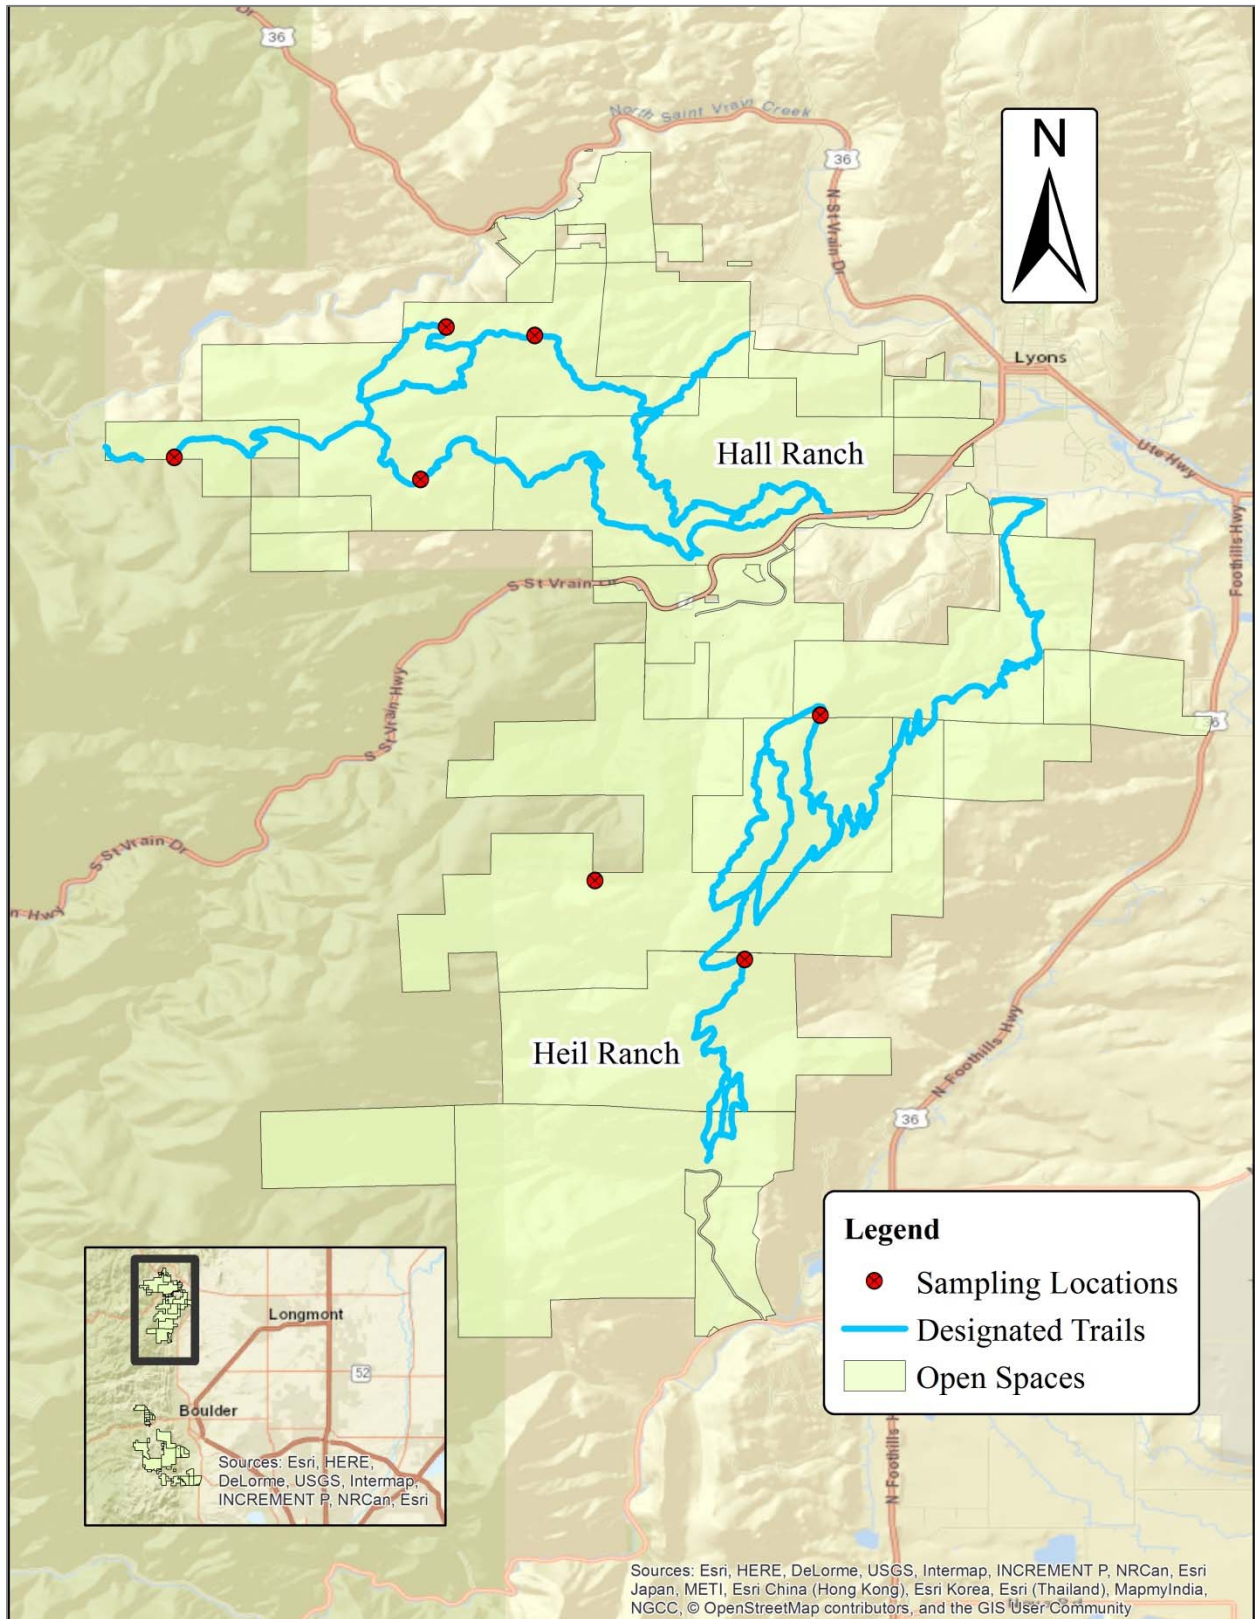 Dr
36
North Saint Vrain Creek
36
N
N St Vrain Dr
Lyons
Hall Ranch
Ute Hwy
Foothills Hwy
S St Vrain
S St Vrain Hwy
36
S St Vrain Dr
Hwy
Heil Ranch
N Foothills Hwy
36
Legend
Sampling Locations
Designated Trails
Open Spaces
N Foothills H
Longmont
52
Boulder
Sources: Esri, HERE,
DeLorme, USGS, Intermap,
INCREMENT P, NRCan, Esri
Sources: Esri, HERE, DeLorme, USGS, Intermap, INCREMENT P, NRCan, Esri
Japan, METI, Esri China (Hong Kong), Esri Korea, Esri (Thailand), MapmyIndia,
NGCC, © OpenStreetMap contributors, and the GIS User Community